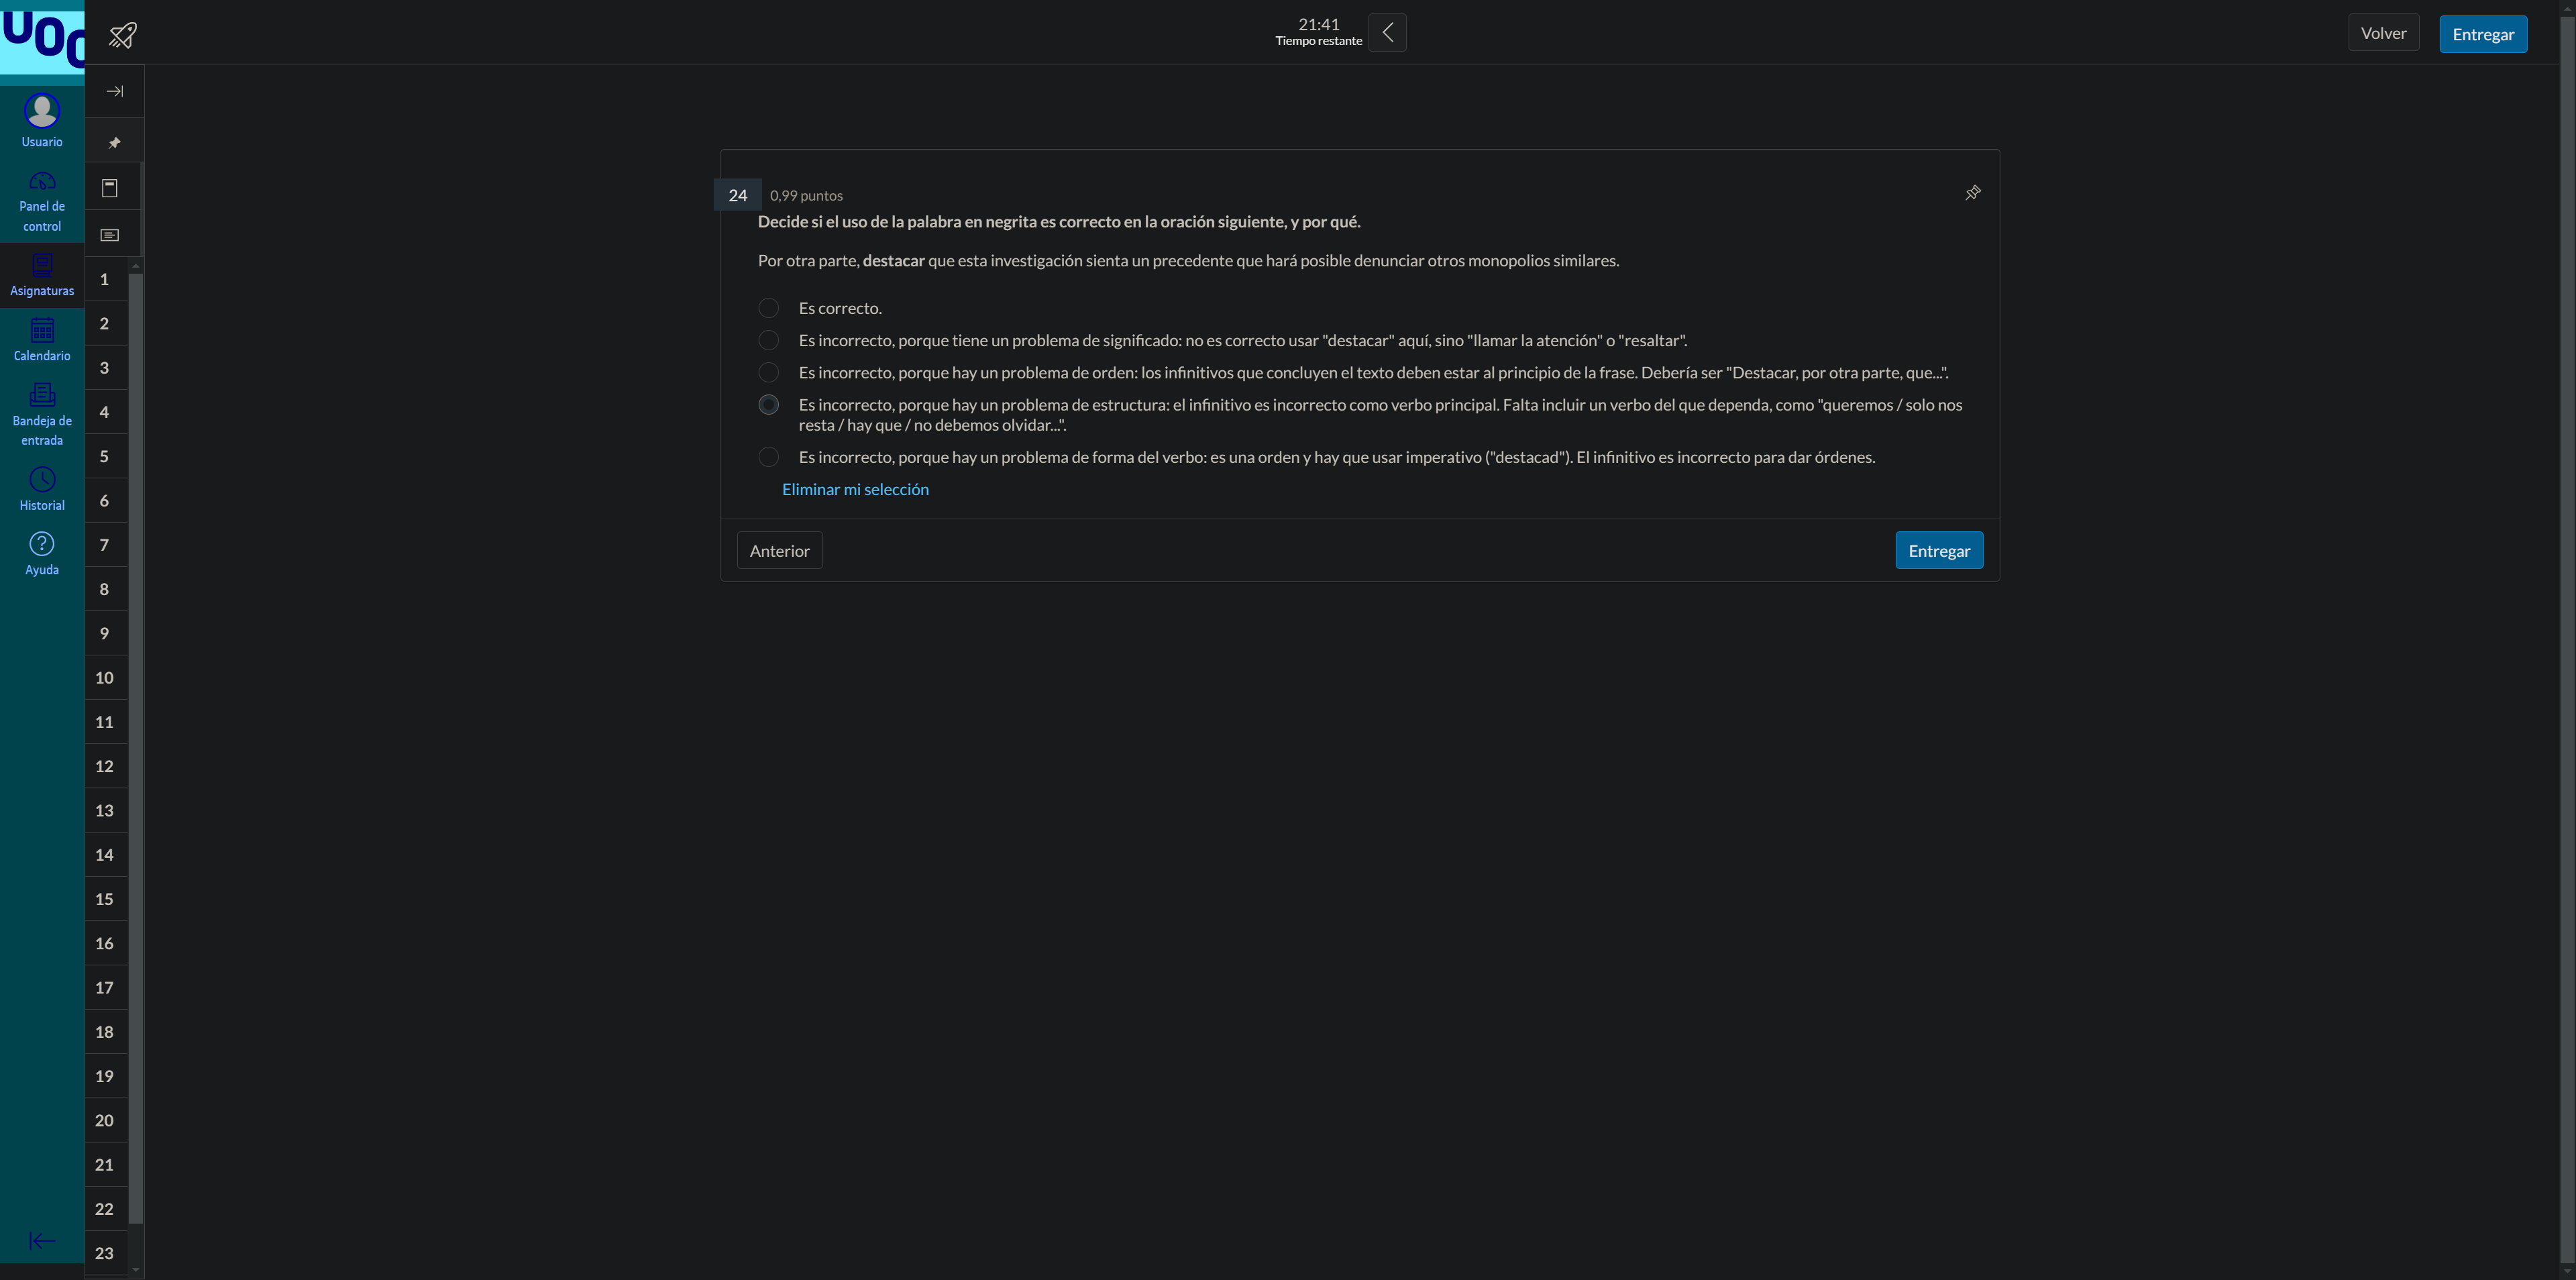 UOC
21:41
Tiempo restante
Volver
Entregar
Usuario
Panel de
control
Asignaturas
Calendario
Bandeja de
entrada
Historial
Ayuda
1
2
3
4
5
6
7
8
9
10
11
12
13
14
15
16
17
18
19
20
21
22
23
24 0,99 puntos
Decide si el uso de la palabra en negrita es correcto en la oración siguiente, y por qué.
Por otra parte, destacar que esta investigación sienta un precedente que hará posible denunciar otros monopolios similares.
Es correcto.
Es incorrecto, porque tiene un problema de significado: no es correcto usar "destacar" aquí, sino "llamar la atención" o "resaltar".
Es incorrecto, porque hay un problema de orden: los infinitivos que concluyen el texto deben estar al principio de la frase. Debería ser "Destacar, por otra parte, que...".
Es incorrecto, porque hay un problema de estructura: el infinitivo es incorrecto como verbo principal. Falta incluir un verbo del que dependa, como "queremos / solo nos
resta / hay que / no debemos olvidar...".
Es incorrecto, porque hay un problema de forma del verbo: es una orden y hay que usar imperativo ("destacad"). El infinitivo es incorrecto para dar órdenes.
Eliminar mi selección
Anterior
Entregar